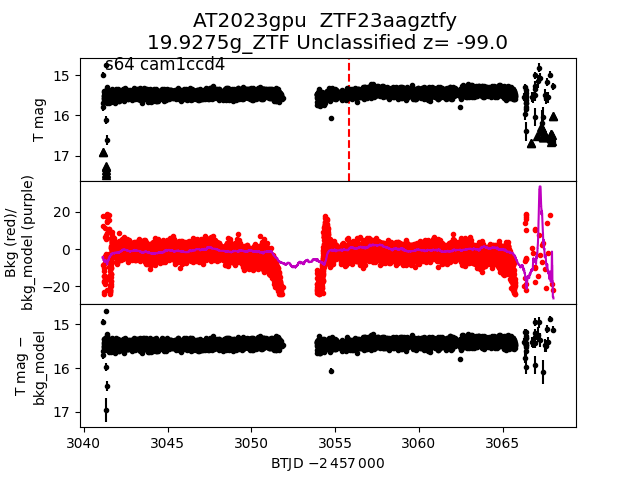 AT2023gpu  ZTF23aagztfy
19.9275g_ZTF Unclassified z= -99.0
s64 cam1ccd4
T mag
15
16
17
Bkg (red)/
bkg_model (purple)
20
0
−20
T mag −
bkg_model
15
16
17
3040 3045 3050 3055 3060 3065
BTJD −2 457 000